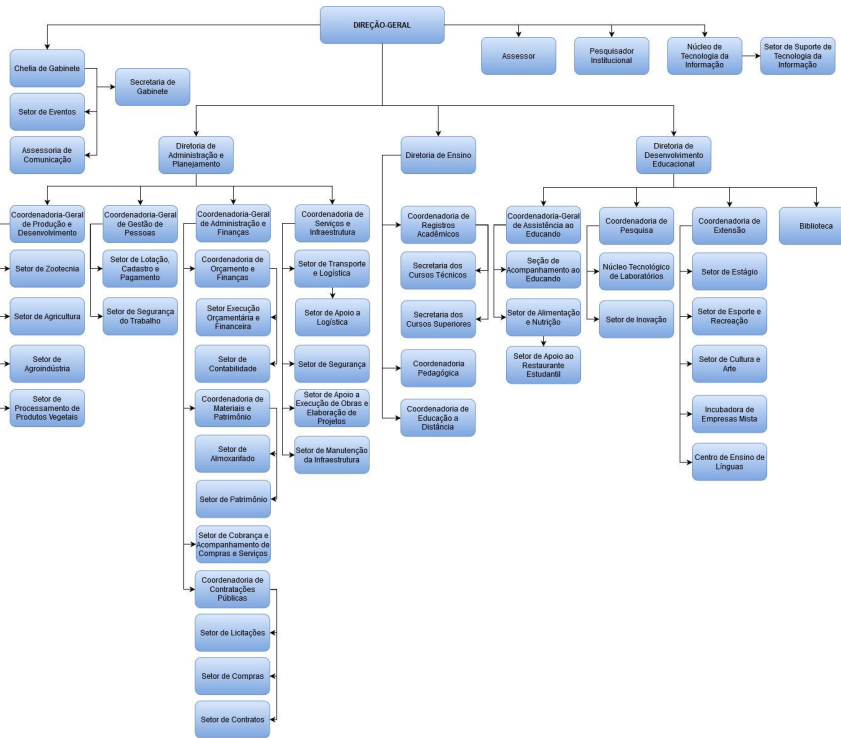 DIREÇÃO-GERAL
Chefia de Gabinete
Secretaria de
Gabinete
Setor de Eventos
Assessoria de
Comunicação
Assessor
Pesquisador
Institucional
Núcleo de
Tecnologia da
Informação
Setor de Suporte de
Tecnologia da
Informação
Diretoria de
Administração e
Planejamento
Diretoria de Ensino
Diretoria de
Desenvolvimento
Educacional
Coordenadoria-Geral
de Produção e
Desenvolvimento
Setor de Zootecnia
Setor de Agricultura
Setor de
Agroindústria
Setor de
Processamento de
Produtos Vegetais
Coordenadoria-Geral
de Gestão de
Pessoas
Setor de Lotação,
Cadastro e
Pagamento
Setor de Segurança
do Trabalho
Coordenadoria-Geral
de Administração e
Finanças
Coordenadoria de
Orçamento e
Finanças
Setor Execução
Orçamentária e
Financeira
Setor de
Contabilidade
Coordenadoria de
Materiais e
Patrimônio
Setor de
Almoxarifado
Setor de Patrimônio
Setor de Cobrança e
Acompanhamento de
Compras e Serviços
Coordenadoria de
Contratações
Públicas
Setor de Licitações
Setor de Compras
Setor de Contratos
Coordenadoria de
Serviços e
Infraestrutura
Setor de Transporte
e Logística
Setor de Apoio a
Logística
Setor de Segurança
Setor de Apoio a
Execução de Obras e
Elaboração de
Projetos
Setor de Manutenção
da Infraestrutura
Coordenadoria de
Registros
Acadêmicos
Secretaria dos
Cursos Técnicos
Secretaria dos
Cursos Superiores
Coordenadoria
Pedagógica
Coordenadoria de
Educação a
Distância
Coordenadoria-Geral
de Assistência ao
Educando
Seção de
Acompanhamento ao
Educando
Setor de Alimentação
e Nutrição
Setor de Apoio ao
Restaurante
Estudantil
Coordenadoria de
Pesquisa
Núcleo Tecnológico
de Laboratórios
Setor de Inovação
Coordenadoria de
Extensão
Setor de Estágio
Setor de Esporte e
Recreação
Setor de Cultura e
Arte
Incubadora de
Empresas Mista
Centro de Ensino de
Línguas
Biblioteca